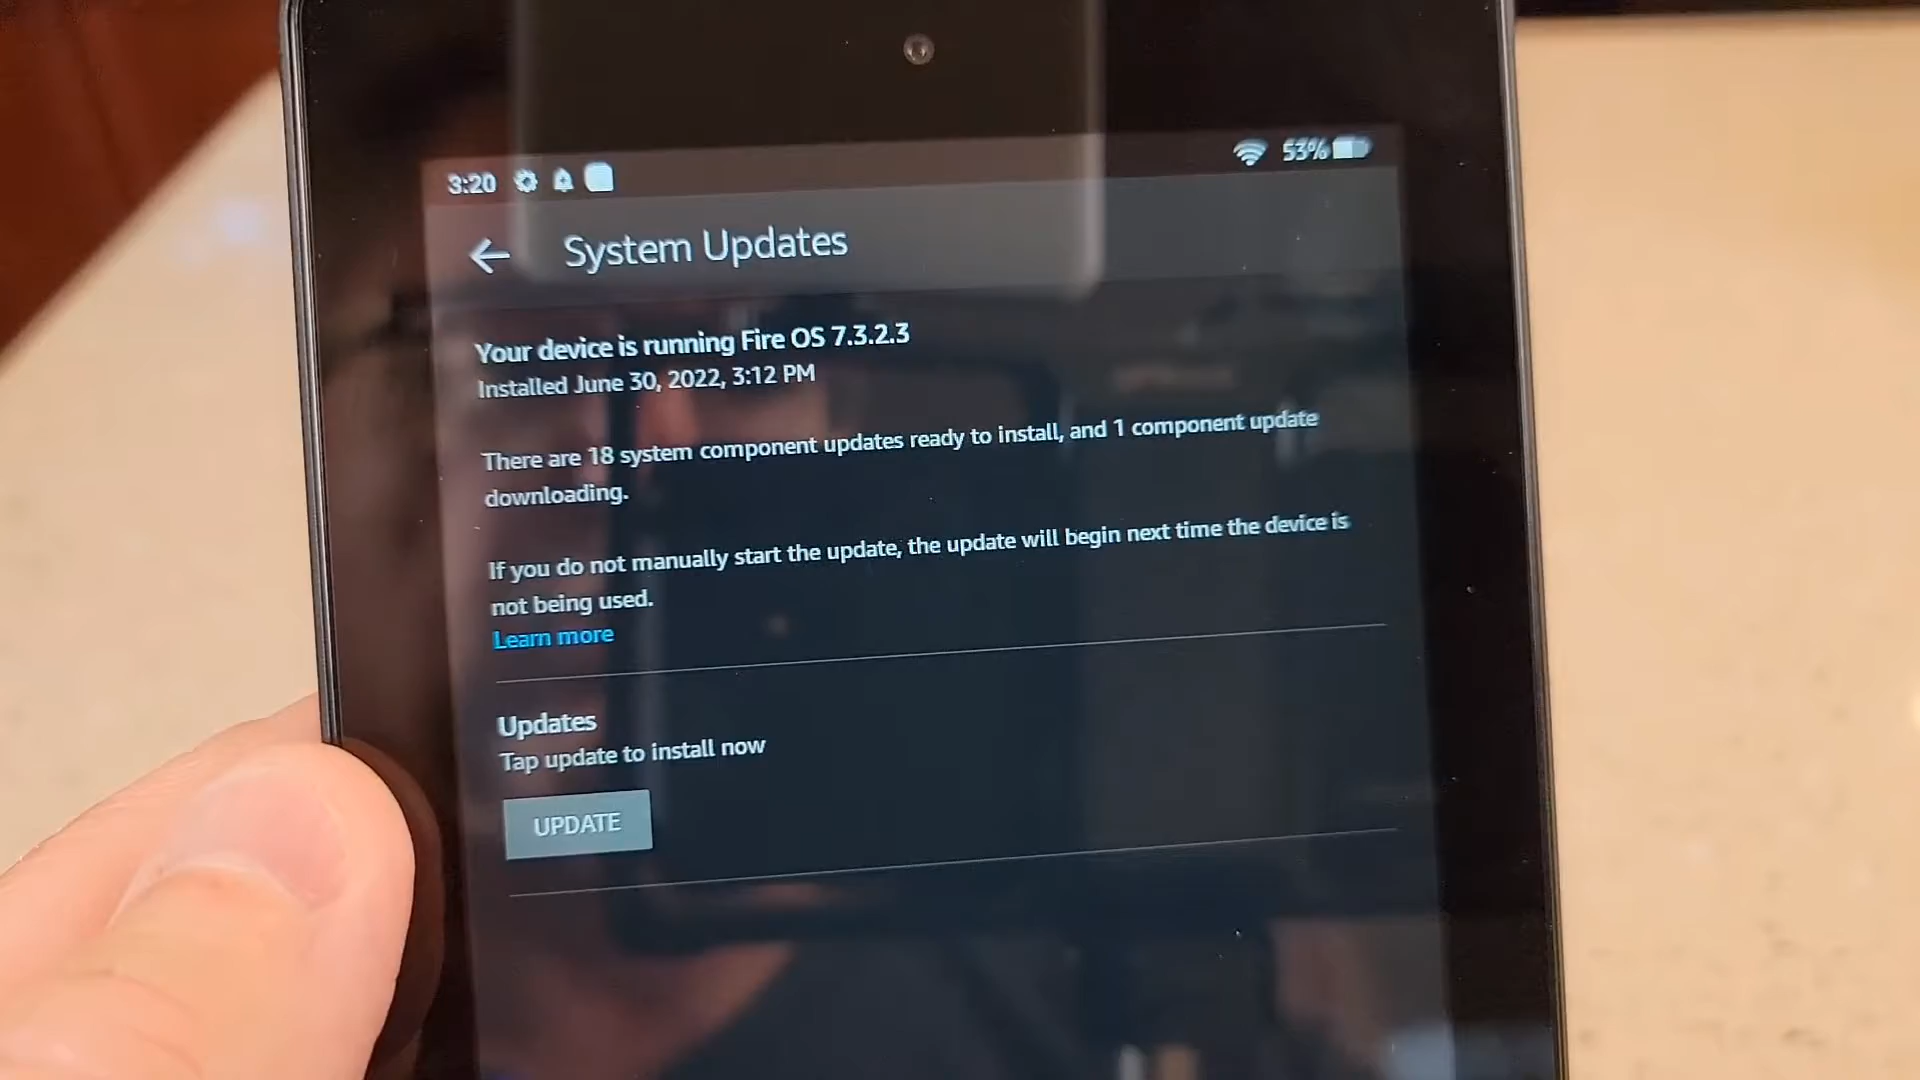 3:20 53%
System Updates
Your device is running Fire OS 7.3.2.3
Installed June 30, 2022, 3:12 PM
There are 18 system component updates ready to install, and 1 component update
downloading.
If you do not manually start the update, the update will begin next time the device is
not being used.
Learn more
Updates
Tap update to install now
UPDATE